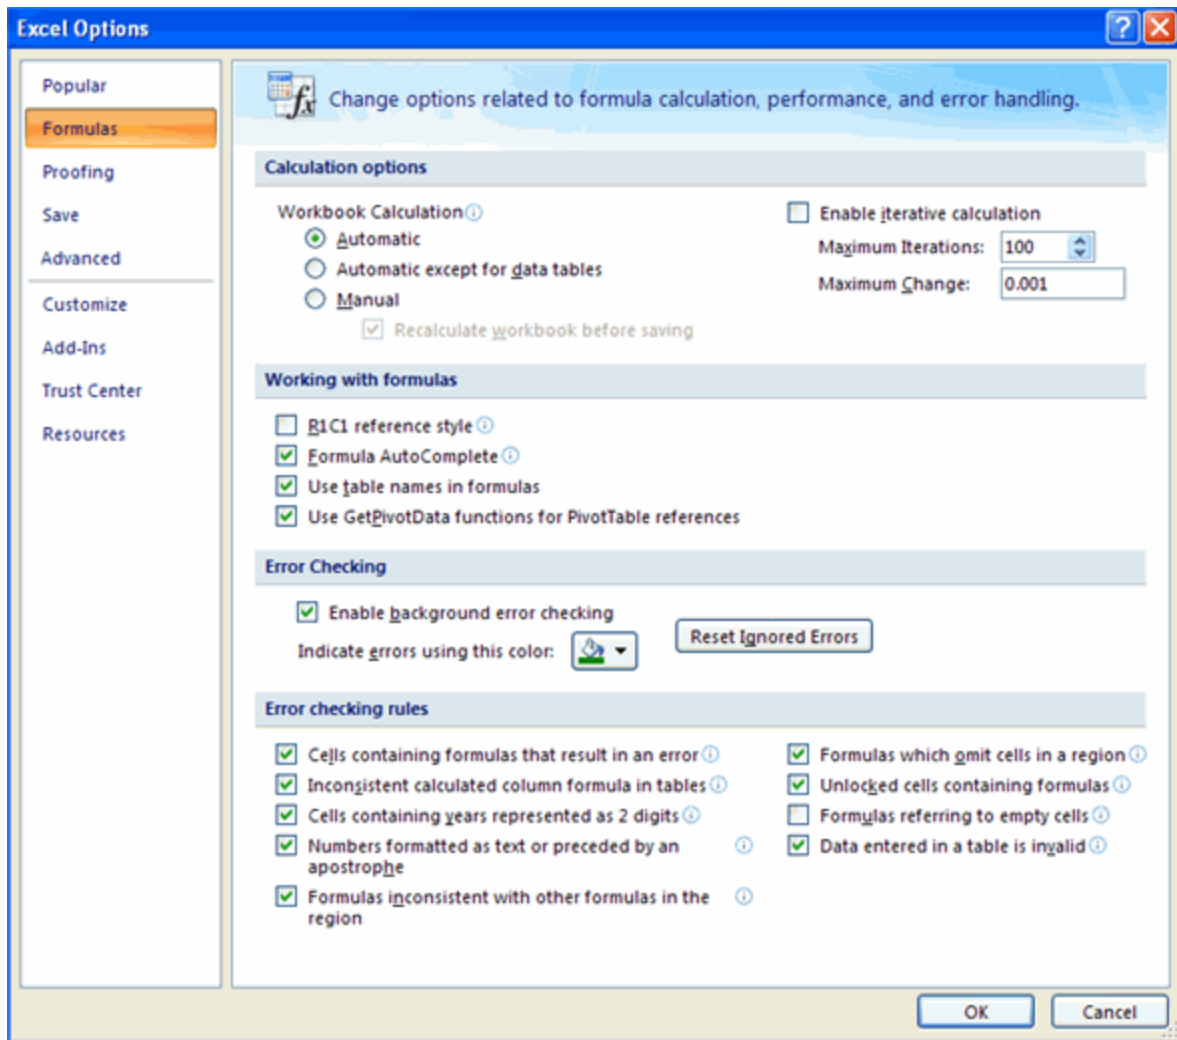 Excel Options
Popular
Formulas
Proofing
Save
Advanced
Customize
Add-Ins
Trust Center
Resources
Change options related to formula calculation, performance, and error handling.
Calculation options
Workbook Calculation
Automatic
Automatic except for data tables
Manual
Recalculate workbook before saving
Enable iterative calculation
Maximum Iterations: 100
Maximum Change: 0.001
Working with formulas
R1C1 reference style
Formula AutoComplete
Use table names in formulas
Use GetPivotData functions for PivotTable references
Error Checking
Enable background error checking
Indicate errors using this color:
Reset Ignored Errors
Error checking rules
Cells containing formulas that result in an error
Inconsistent calculated column formula in tables
Cells containing years represented as 2 digits
Numbers formatted as text or preceded by an
apostrophe
Formulas inconsistent with other formulas in the
region
Formulas which omit cells in a region
Unlocked cells containing formulas
Formulas referring to empty cells
Data entered in a table is invalid
OK
Cancel